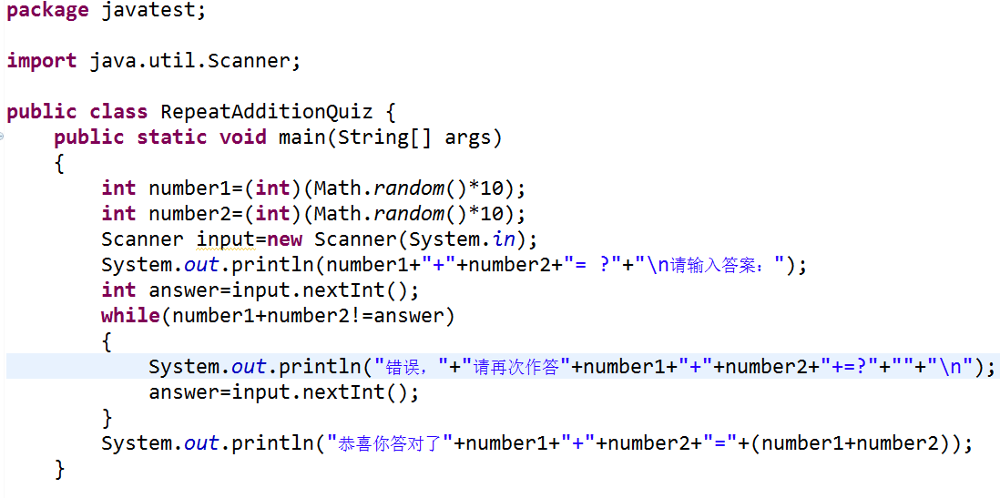 package javatest;
import java.util.Scanner;
public class RepeatAdditionQuiz {
public static void main(String[] args)
{
int number1=(int)(Math.random()*10);
int number2=(int)(Math.random()*10);
Scanner input=new Scanner(System.in);
System.out.println(number1+"+"+number2+"= ?"+"\n请输入答案：");
int answer=input.nextInt();
while(number1+number2!=answer)
{
System.out.println("错误，"+"请再次作答"+number1+"+"+number2+"+=?"+""+"\n");
answer=input.nextInt();
}
System.out.println("恭喜你答对了"+number1+"+"+number2+"="+(number1+number2));
}